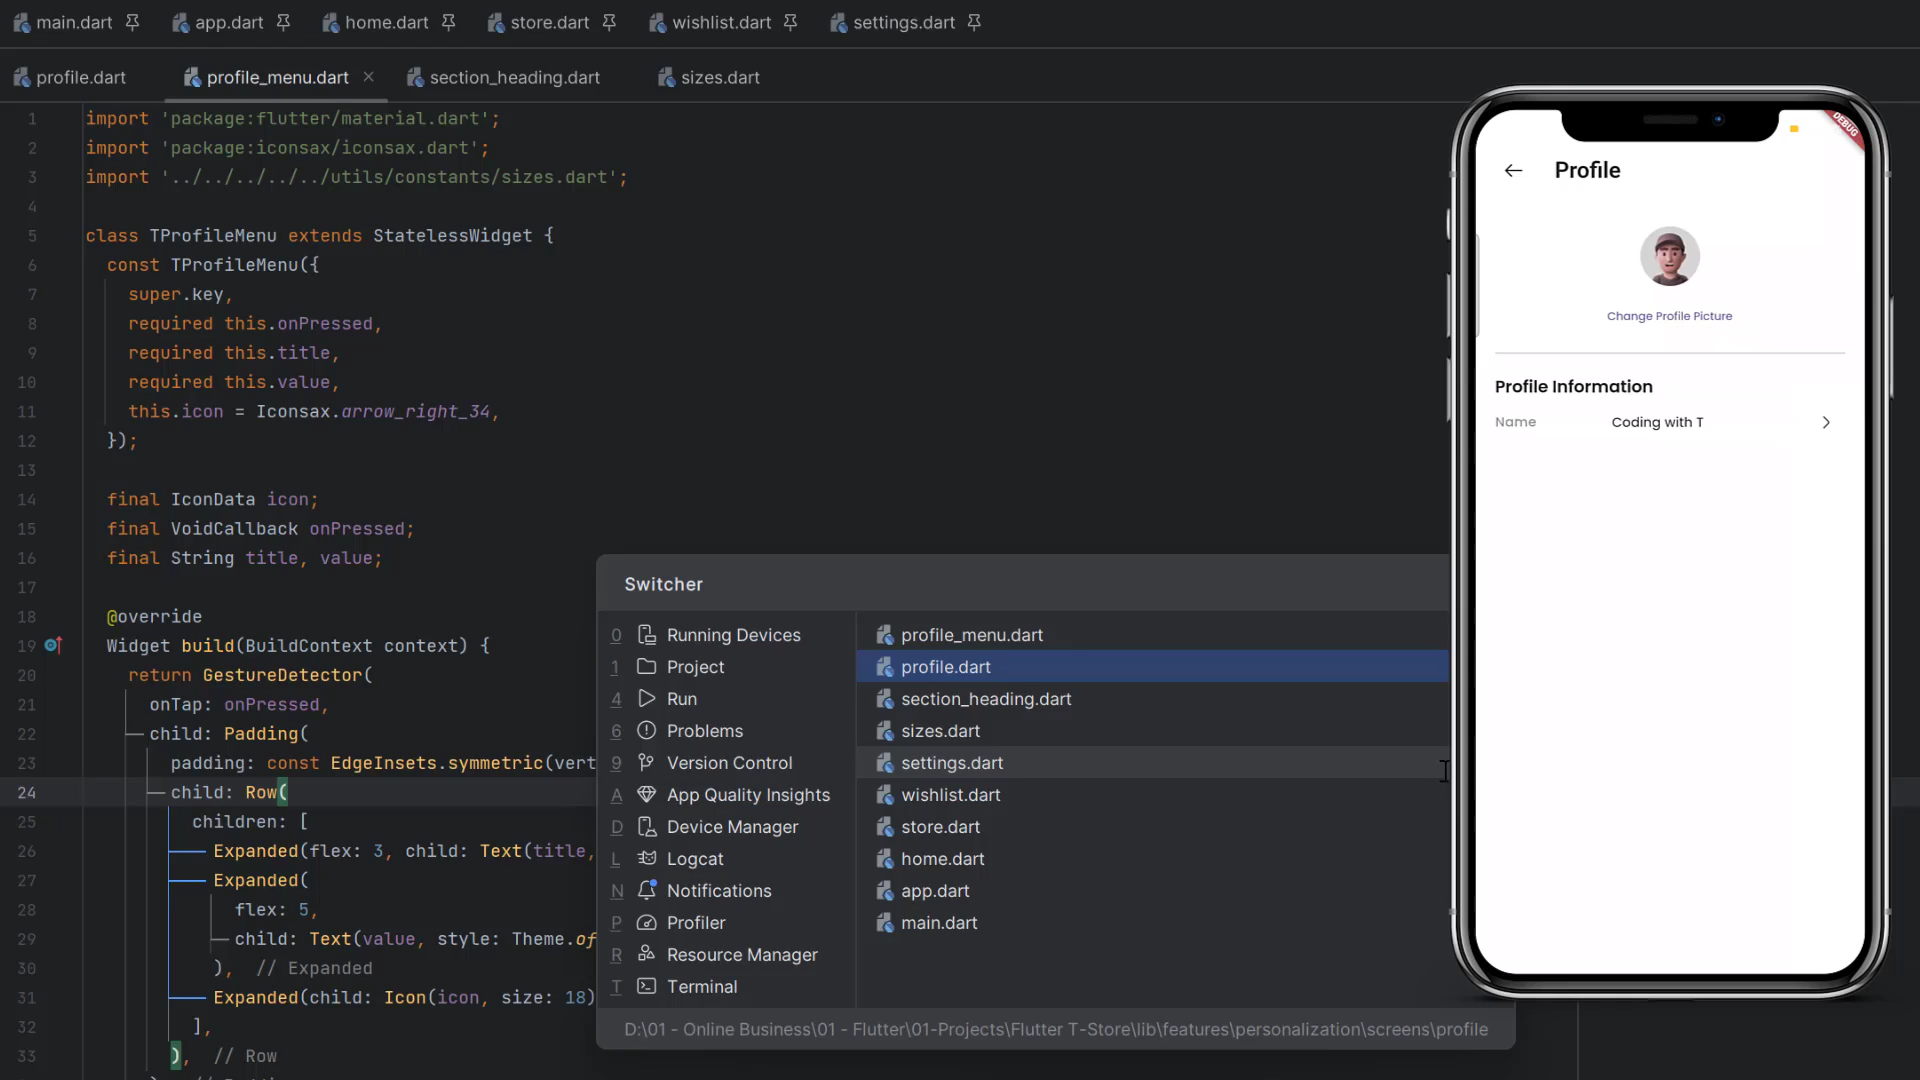 main.dart app.dart home.dart store.dart wishlist.dart settings.dart
profile.dart profile_menu.dart section_heading.dart sizes.dart
1 import 'package:flutter/material.dart';
2 import 'package:iconsax/iconsax.dart';
3 import '../../../../../utils/constants/sizes.dart';
4
5 class TProfileMenu extends StatelessWidget {
6 const TProfileMenu({
7 super.key,
8 required this.onPressed,
9 required this.title,
10 required this.value,
11 this.icon = Iconsax.arrow_right_34,
12 });
13
14 final IconData icon;
15 final VoidCallback onPressed;
16 final String title, value;
17
18 @override
19 Widget build(BuildContext context) {
20 return GestureDetector(
21 onTap: onPressed,
22 child: Padding(
23 padding: const EdgeInsets.symmetric(vert
24 child: Row(
25 children: [
26 Expanded(flex: 3, child: Text(title,
27 Expanded(
28 flex: 5,
29 child: Text(value, style: Theme.of
30 ), // Expanded
31 Expanded(child: Icon(icon, size: 18)
32 ],
33 ), // Row
Switcher
0 Running Devices
1 Project
4 Run
6 Problems
9 Version Control
A App Quality Insights
D Device Manager
L Logcat
N Notifications
P Profiler
R Resource Manager
T Terminal
profile_menu.dart
profile.dart
section_heading.dart
sizes.dart
settings.dart
wishlist.dart
store.dart
home.dart
app.dart
main.dart
D:\01 - Online Business\01 - Flutter\01-Projects\Flutter T-Store\lib\features\personalization\screens\profile
DEBUG
Profile
Change Profile Picture
Profile Information
Name Coding with T